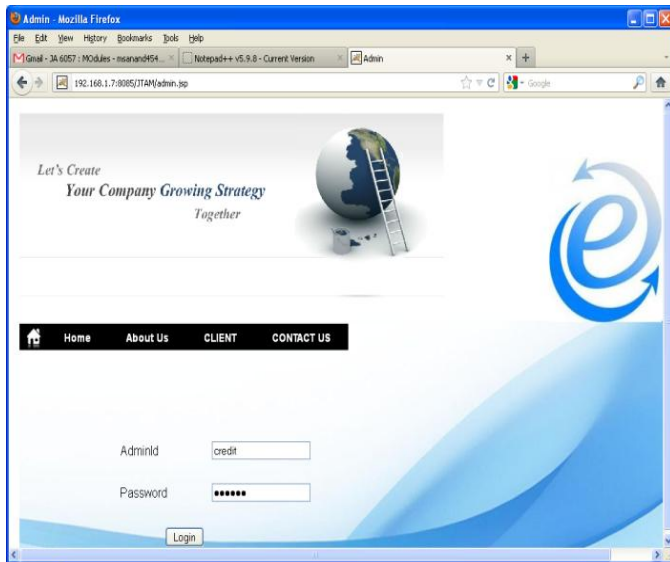 Admin - Mozilla Firefox
File Edit View History Bookmarks Tools Help
Gmail - JA 6057 : MOdules - msanand454... Notepad++ v5.9.8 - Current Version Admin
192.168.1.7:8085/JTAM/admin.jsp Google
Let's Create
Your Company Growing Strategy
Together
e
Home About Us CLIENT CONTACT US
AdminId credit
Password ••••••
Login